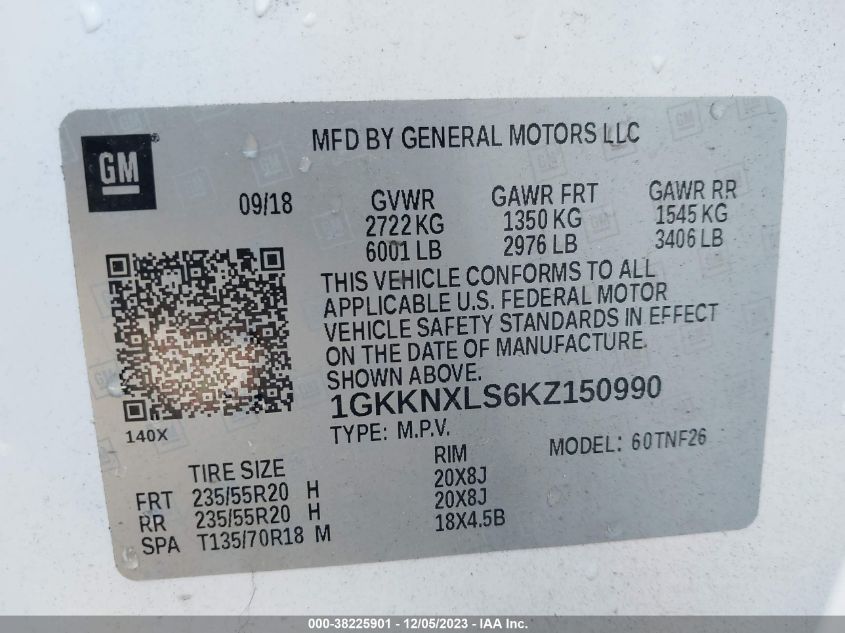 GM
MFD BY GENERAL MOTORS LLC
09/18
GVWR GAWR FRT GAWR RR
2722 KG 1350 KG 1545 KG
6001 LB 2976 LB 3406 LB
THIS VEHICLE CONFORMS TO ALL
APPLICABLE U.S. FEDERAL MOTOR
VEHICLE SAFETY STANDARDS IN EFFECT
ON THE DATE OF MANUFACTURE
SHOWN ABOVE.
1GKKNXLS6KZ150990
140X
TYPE: M.P.V. MODEL: 60TNF26
TIRE SIZE RIM
FRT 235/55R20 H 20X8J
RR 235/55R20 H 20X8J
SPA T135/70R18 M 18X4.5B
000-38225901 - 12/05/2023 - IAA Inc.